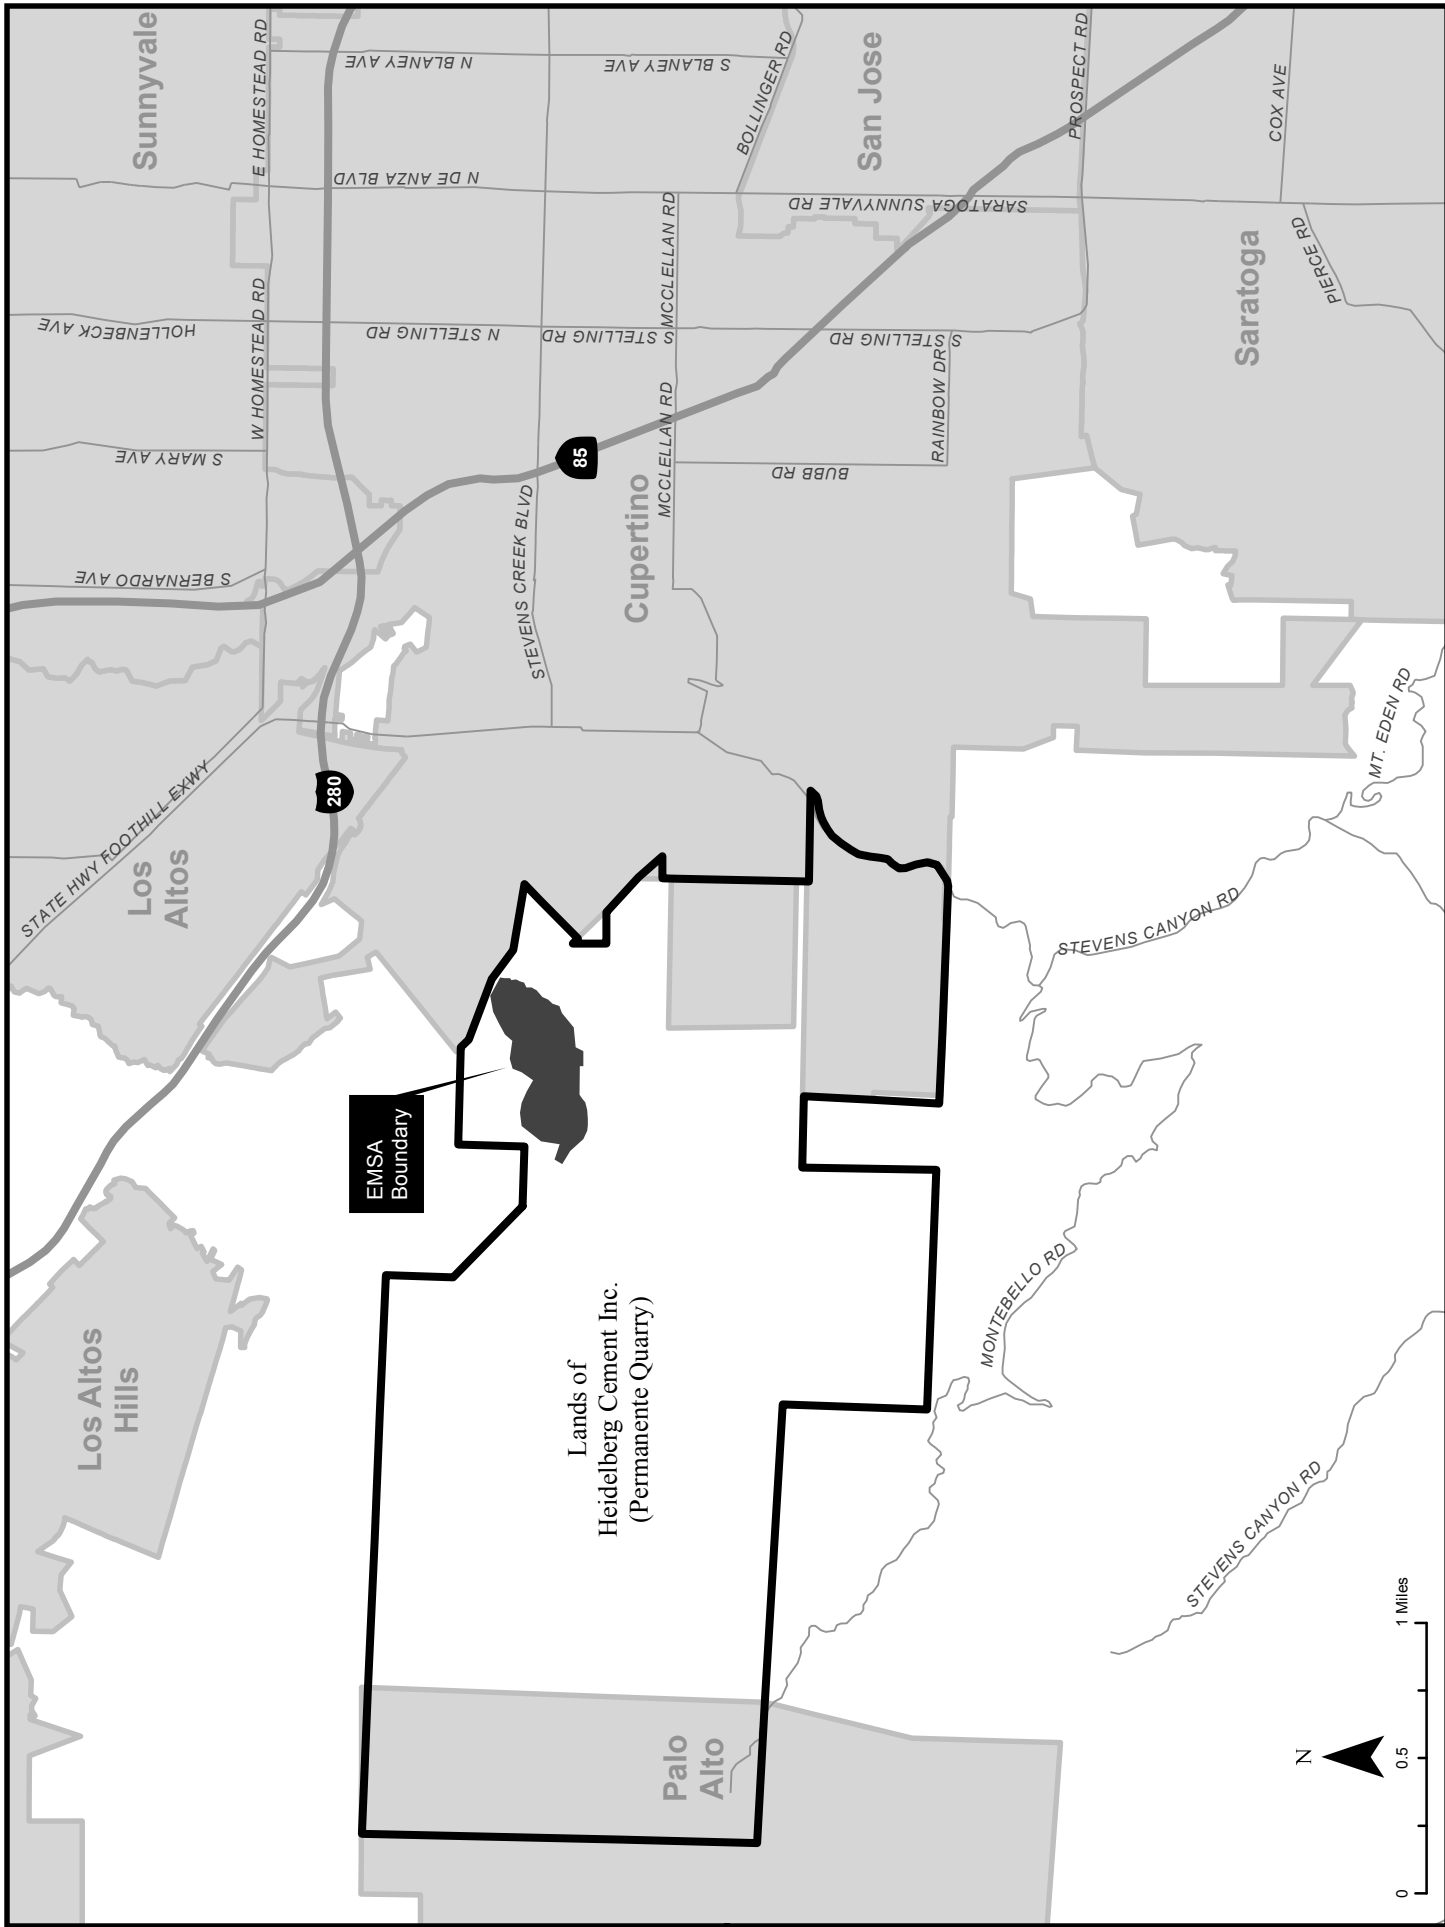 Sunnyvale
Los
Altos
Los Altos
Hills
San Jose
Cupertino
Saratoga
Palo
Alto
STATE HWY FOOTHILL EXWY
S BERNARDO AVE
S MARY AVE
HOLLENBECK AVE
W HOMESTEAD RD
E HOMESTEAD RD
N BLANEY AVE
S BLANEY AVE
N DE ANZA BLVD
N STELLING RD
S STELLING RD
S STELLING RD
BOLLINGER RD
STEVENS CREEK BLVD
MCCLELLAN RD
MCCLELLAN RD
BUBB RD
RAINBOW DR
SARATOGA SUNNYVALE RD
PROSPECT RD
COX AVE
PIERCE RD
MT. EDEN RD
STEVENS CANYON RD
MONTEBELLO RD
STEVENS CANYON RD
280
85
EMSA
Boundary
Lands of
Heidelberg Cement Inc.
(Permanente Quarry)
N
0 0.5 1 Miles